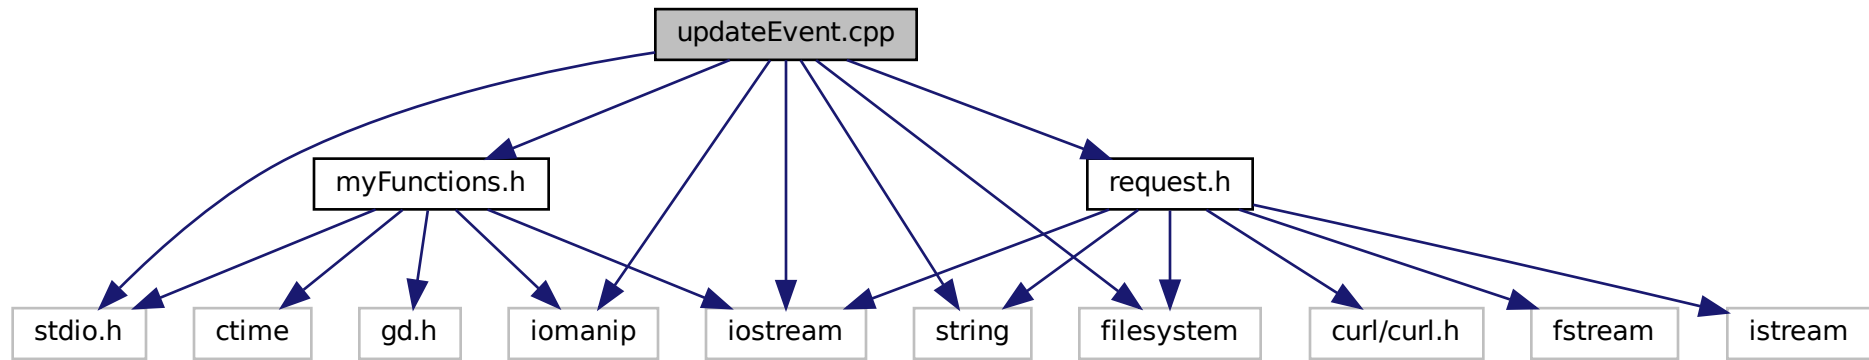 updateEvent.cpp
myFunctions.h
request.h
stdio.h
ctime
gd.h
iomanip
iostream
string
filesystem
curl/curl.h
fstream
istream